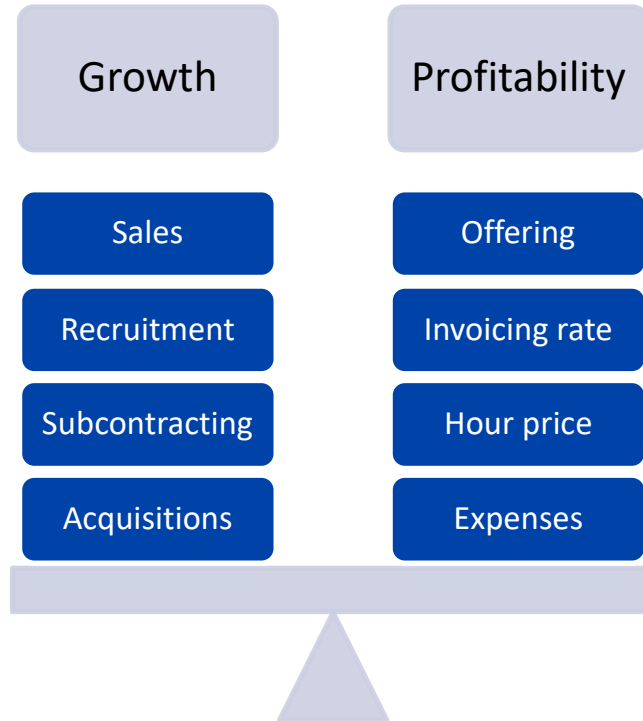 Growth
Profitability
Sales
Offering
Recruitment
Invoicing rate
Subcontracting
Hour price
Acquisitions
Expenses